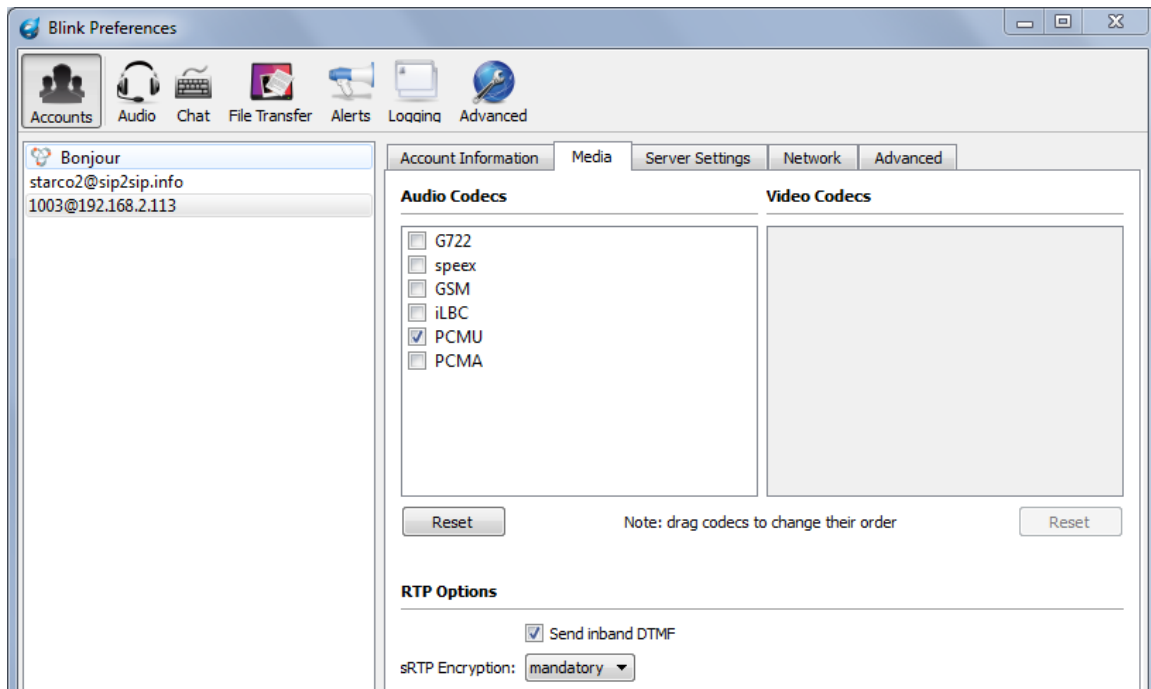 Blink Preferences
Accounts Audio Chat File Transfer Alerts Logging Advanced
Bonjour
starco2@sip2sip.info
1003@192.168.2.113
Account Information Media Server Settings Network Advanced
Audio Codecs Video Codecs
G722
speex
GSM
iLBC
PCMU
PCMA
Reset Note: drag codecs to change their order Reset
RTP Options
Send inband DTMF
sRTP Encryption: mandatory